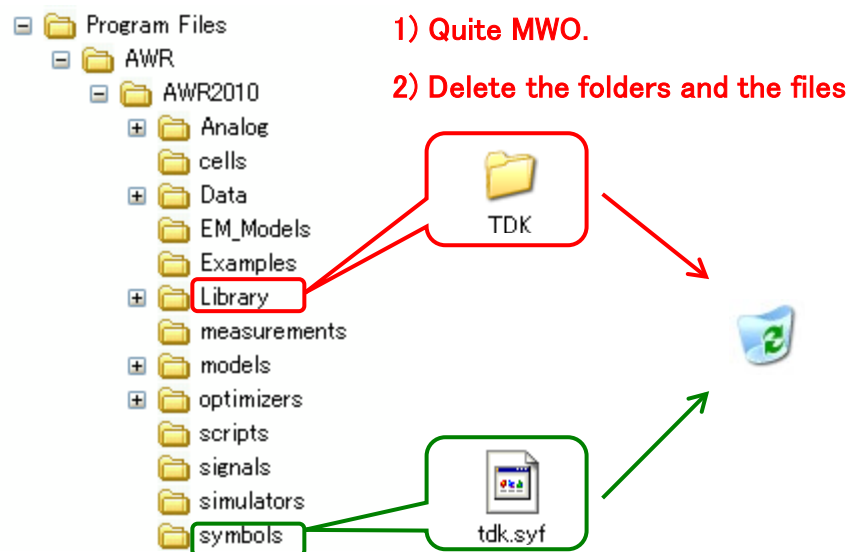 Program Files
AWR
AWR2010
Analog
cells
Data
EM_Models
Examples
Library
measurements
models
optimizers
scripts
signals
simulators
symbols
1) Quite MWO.
2) Delete the folders and the files
TDK
tdk.syf